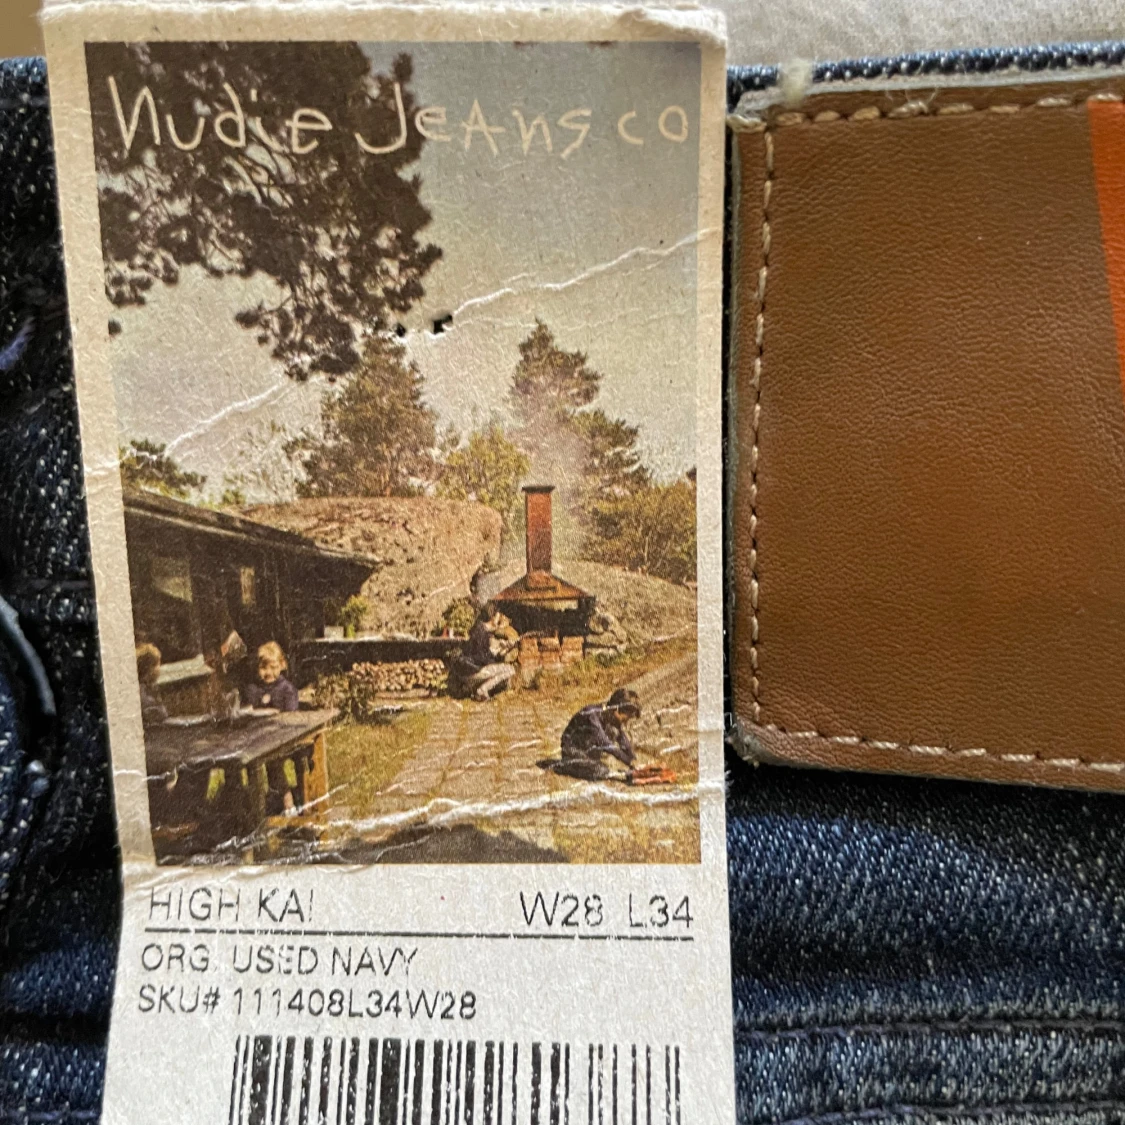 Nudie Jeans co
HIGH KAI W28 L34
ORG. USED NAVY
SKU# 111408L34W28